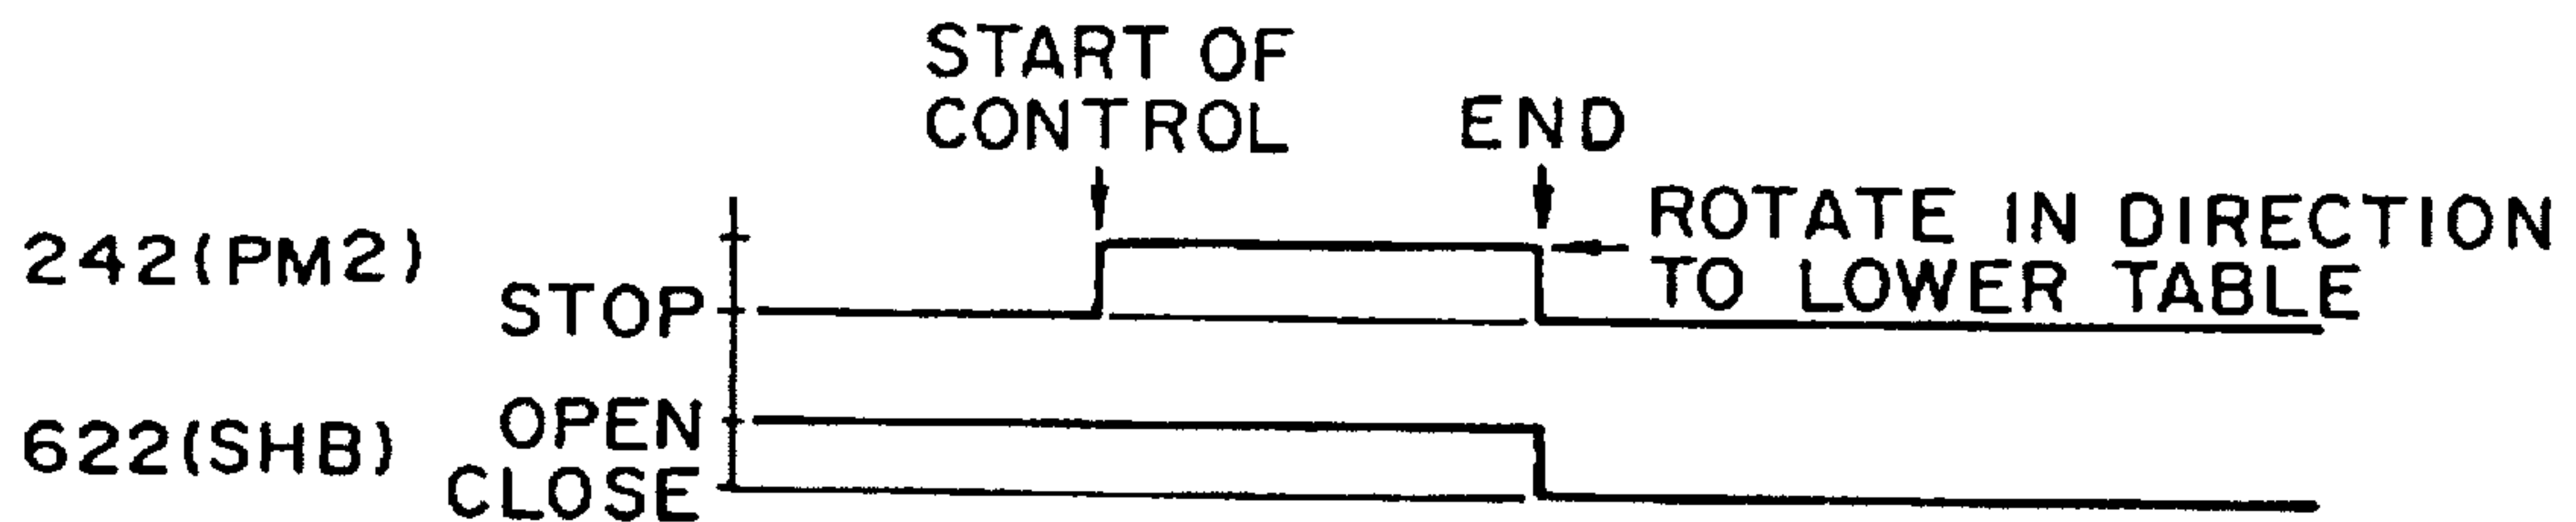 START OF
CONTROL
END
242(PM2)
STOP
ROTATE IN DIRECTION
TO LOWER TABLE
622(SHB)
OPEN
CLOSE